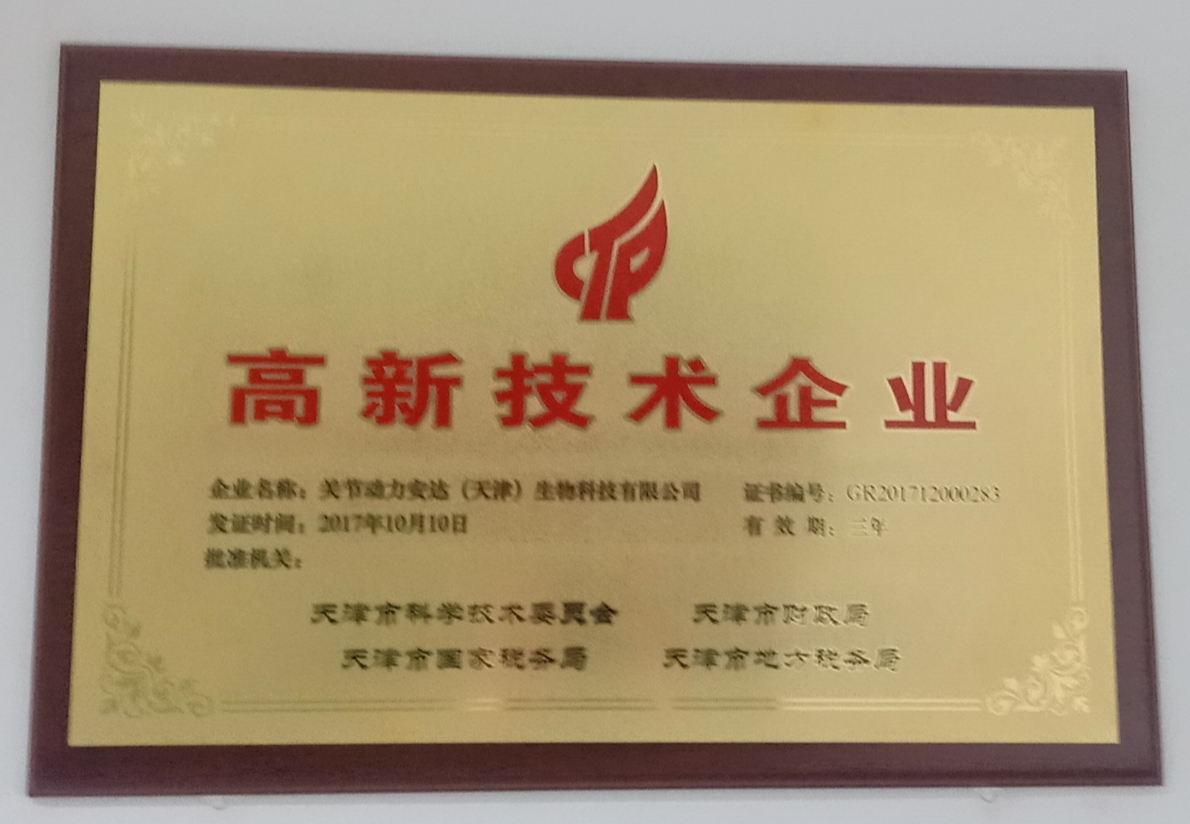 CTP
高新技术企业
企业名称：关节动力安达（天津）生物科技有限公司 证书编号：GR201712000283
发证时间：2017年10月10日 有 效 期：三年
批准机关：
天津市科学技术委员会 天津市财政局
天津市国家税务局 天津市地方税务局